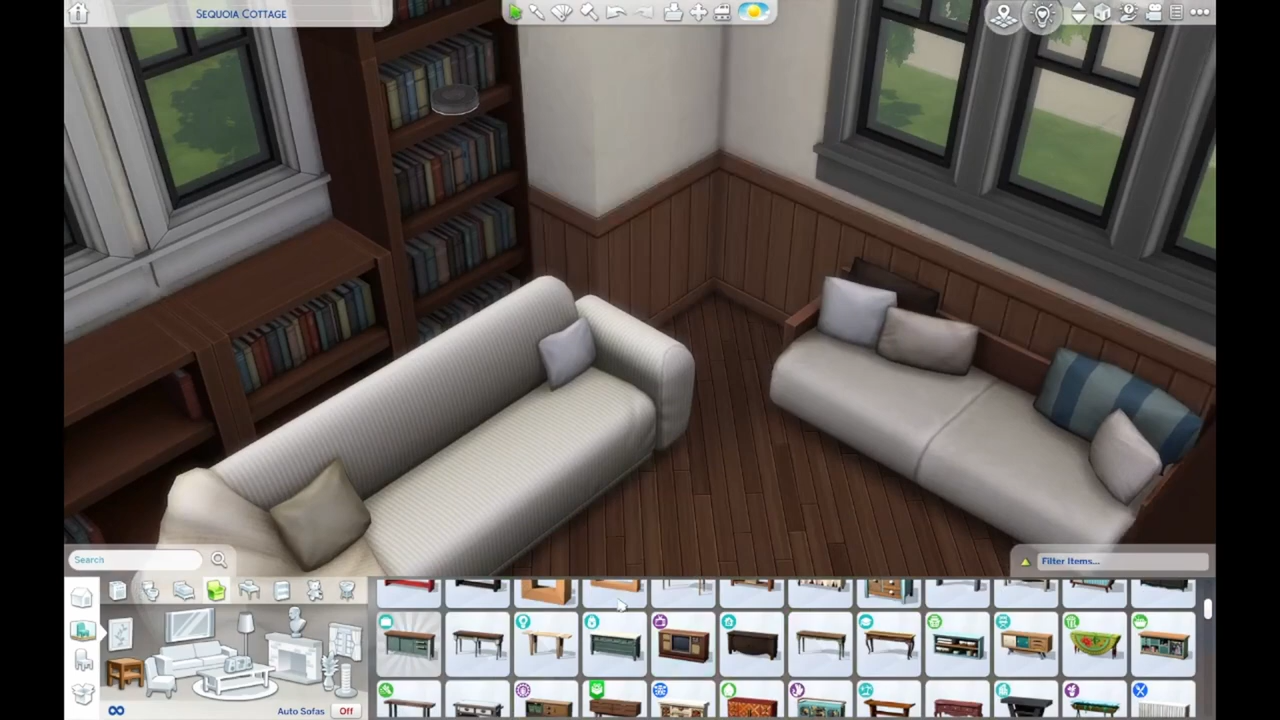 SEQUOIA COTTAGE
Search
Filter Items...
Auto Sofas
Off